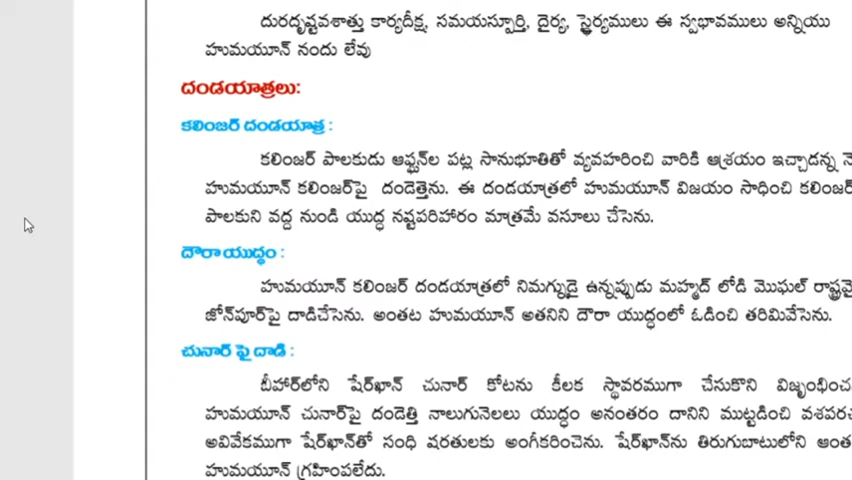 దురదృష్టవశాత్తు కార్యదీక్ష, సమయస్ఫూర్తి, ధైర్య, స్థైర్యములు ఈ స్వభావములు అన్నియు
హుమయూన్ నందు లేవు
దండయాత్రలు:
కలింజర్ దండయాత్ర :
కలింజర్ పాలకుడు ఆఫ్ఘన్‌ల పట్ల సానుభూతితో వ్యవహరించి వారికి ఆశ్రయం ఇచ్చాడన్న
హుమయూన్ కలింజర్‌పై దండెత్తెను. ఈ దండయాత్రలో హుమయూన్ విజయం సాధించి కలింజర్
పాలకుని వద్ద నుండి యుద్ధ నష్టపరిహారం మాత్రమే వసూలు చేసెను.
దౌరా యుద్ధం :
హుమయూన్ కలింజర్ దండయాత్రలో నిమగ్నుడై ఉన్నప్పుడు మహ్మద్ లోడి మొఘల్ రాష్ట్రమై
జోన్‌పూర్‌పై దాడిచేసెను. అంతట హుమయూన్ అతనిని దౌరా యుద్ధంలో ఓడించి తరిమివేసెను.
చునార్ పై దాడి :
బీహార్‌లోని షేర్‌ఖాన్ చునార్ కోటను కీలక స్థావరముగా చేసుకొని విజృంభించ
హుమయూన్ చునార్‌పై దండెత్తి నాలుగునెలలు యుద్ధం అనంతరం దానిని ముట్టడించి వశపర
అవివేకముగా షేర్‌ఖాన్‌తో సంధి షరతులకు అంగీకరించెను. షేర్‌ఖాన్‌ను తిరుగుబాటులోని ఆంత
హుమయూన్ గ్రహింపలేదు.